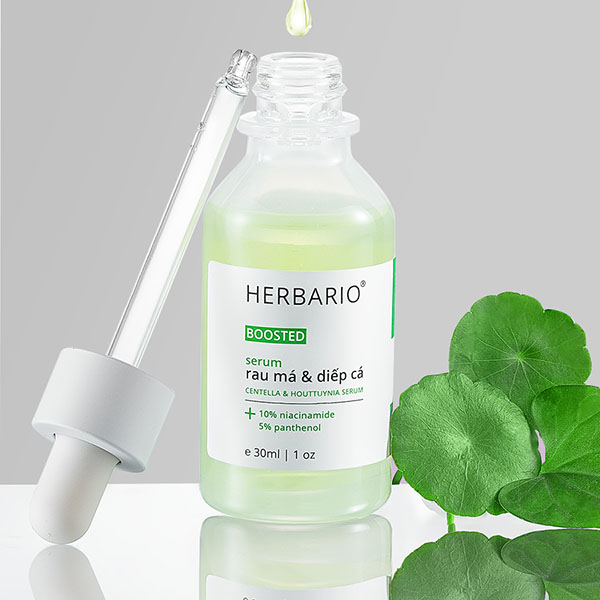 HERBARIO®
BOOSTED
serum
rau má & diếp cá
CENTELLA & HOUTTUYNIA SERUM
+ 10% niacinamide
5% panthenol
e 30ml | 1 oz